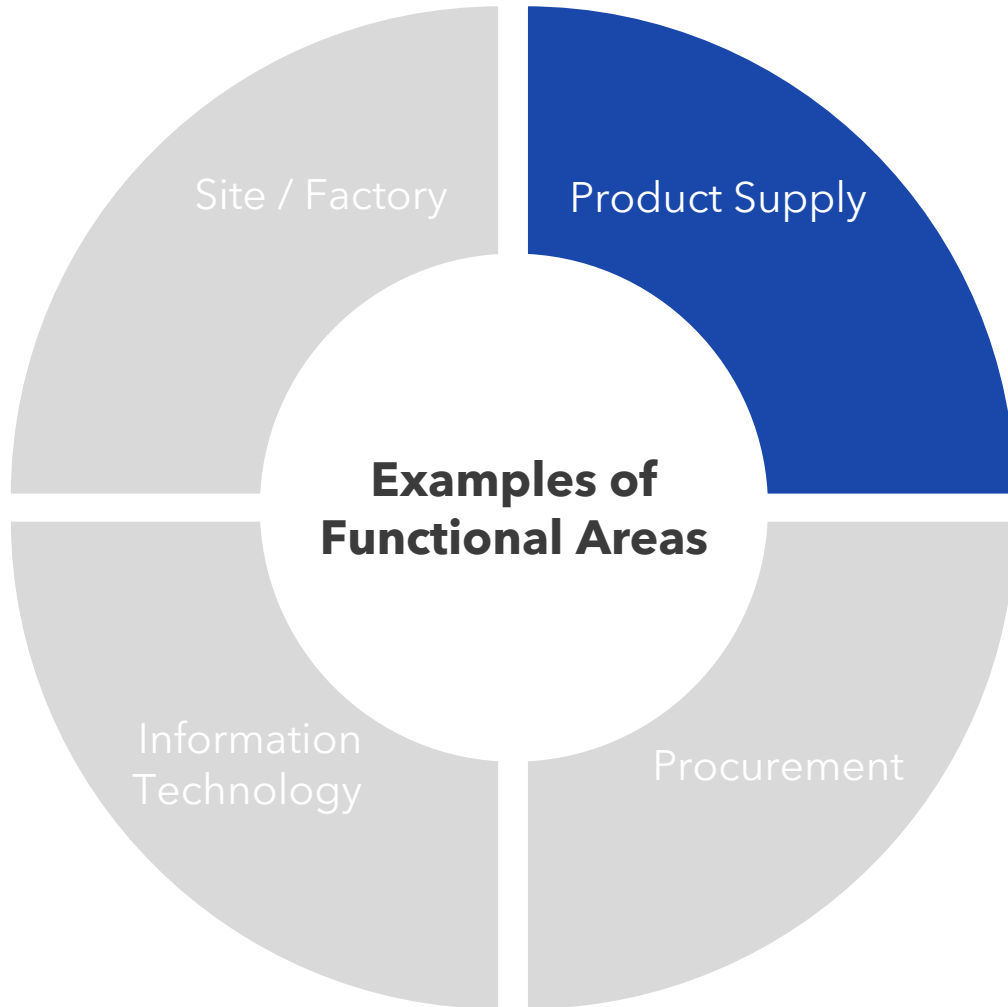 Site / Factory
Product Supply
Examples of
Functional Areas
Information
Technology
Procurement